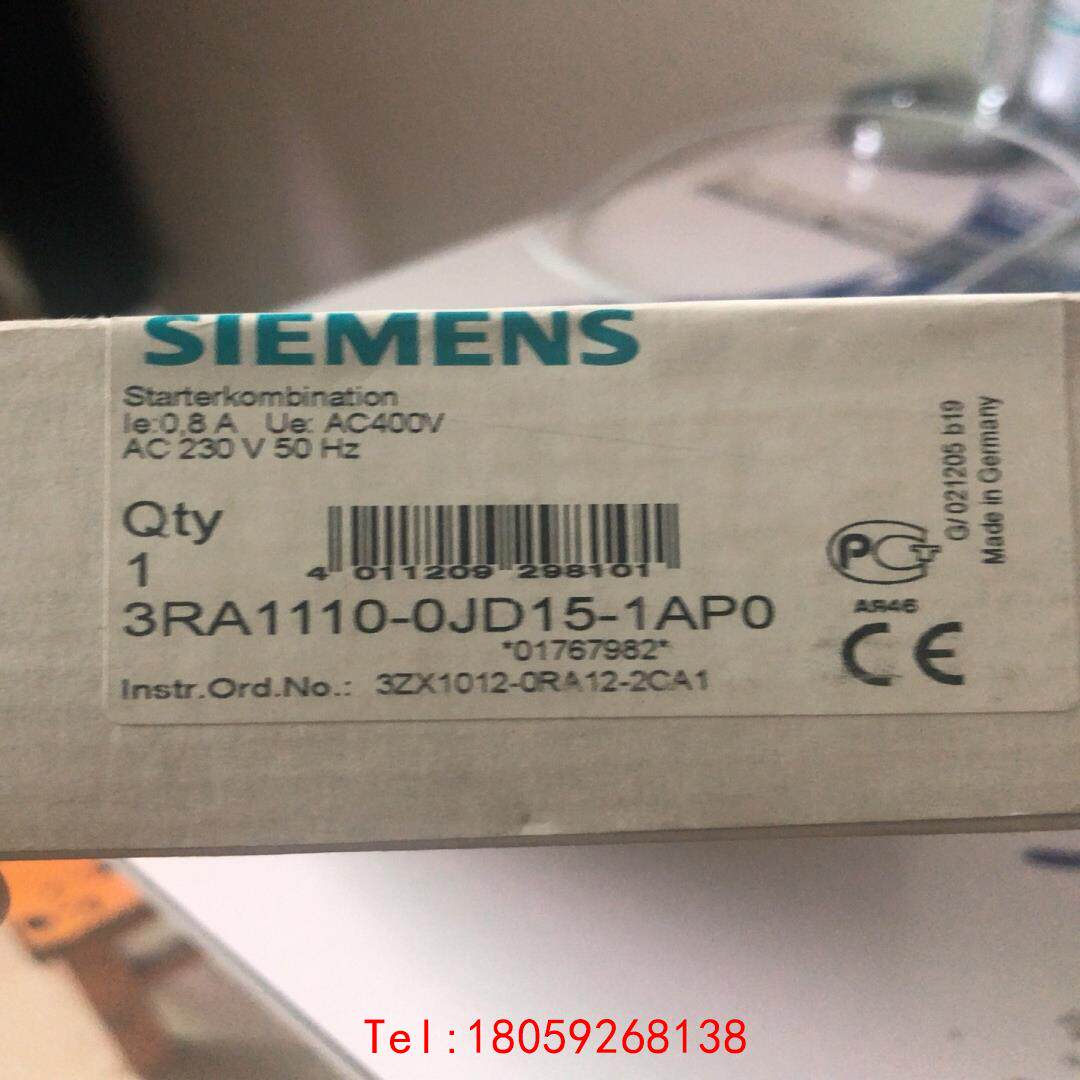 SIEMENS
Starterkombination
Ie:0,8 A Ue: AC400V
AC 230 V 50 Hz
Qty
1
4 011209 298101
3RA1110-0JD15-1AP0
*01767982*
Instr.Ord.No.: 3ZX1012-0RA12-2CA1
G/021205 b19
Made in Germany
PCT
AR46
CE
Tel:18059268138